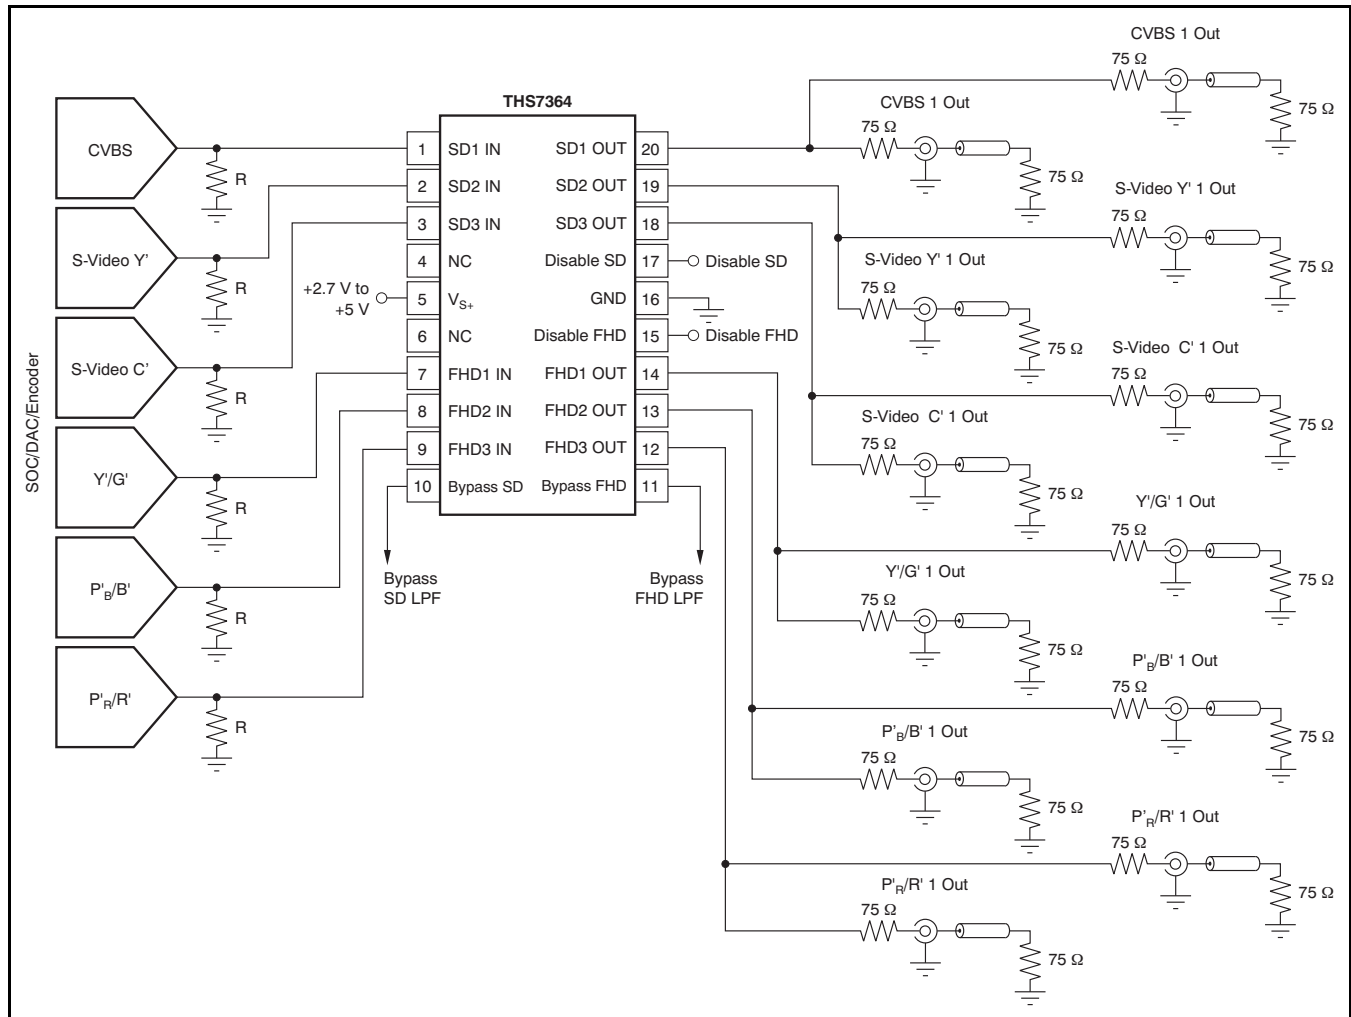 CVBS 1 Out
75 Ω
75 Ω
THS7364
CVBS 1 Out
75 Ω
75 Ω
CVBS
R
1 SD1 IN SD1 OUT 20
2 SD2 IN SD2 OUT 19
3 SD3 IN SD3 OUT 18
4 NC Disable SD 17 Disable SD
+2.7 V to
+5 V
5 VS+ GND 16
6 NC Disable FHD 15 Disable FHD
7 FHD1 IN FHD1 OUT 14
8 FHD2 IN FHD2 OUT 13
9 FHD3 IN FHD3 OUT 12
10 Bypass SD Bypass FHD 11
Bypass
SD LPF
Bypass
FHD LPF
SOC/DAC/Encoder
S-Video Y'
R
S-Video C'
R
Y'/G'
R
P'B/B'
R
P'R/R'
R
S-Video Y' 1 Out
75 Ω
75 Ω
S-Video Y' 1 Out
75 Ω
75 Ω
S-Video C' 1 Out
75 Ω
75 Ω
S-Video C' 1 Out
75 Ω
75 Ω
Y'/G' 1 Out
75 Ω
75 Ω
Y'/G' 1 Out
75 Ω
75 Ω
P'B/B' 1 Out
75 Ω
75 Ω
P'B/B' 1 Out
75 Ω
75 Ω
P'R/R' 1 Out
75 Ω
75 Ω
P'R/R' 1 Out
75 Ω
75 Ω